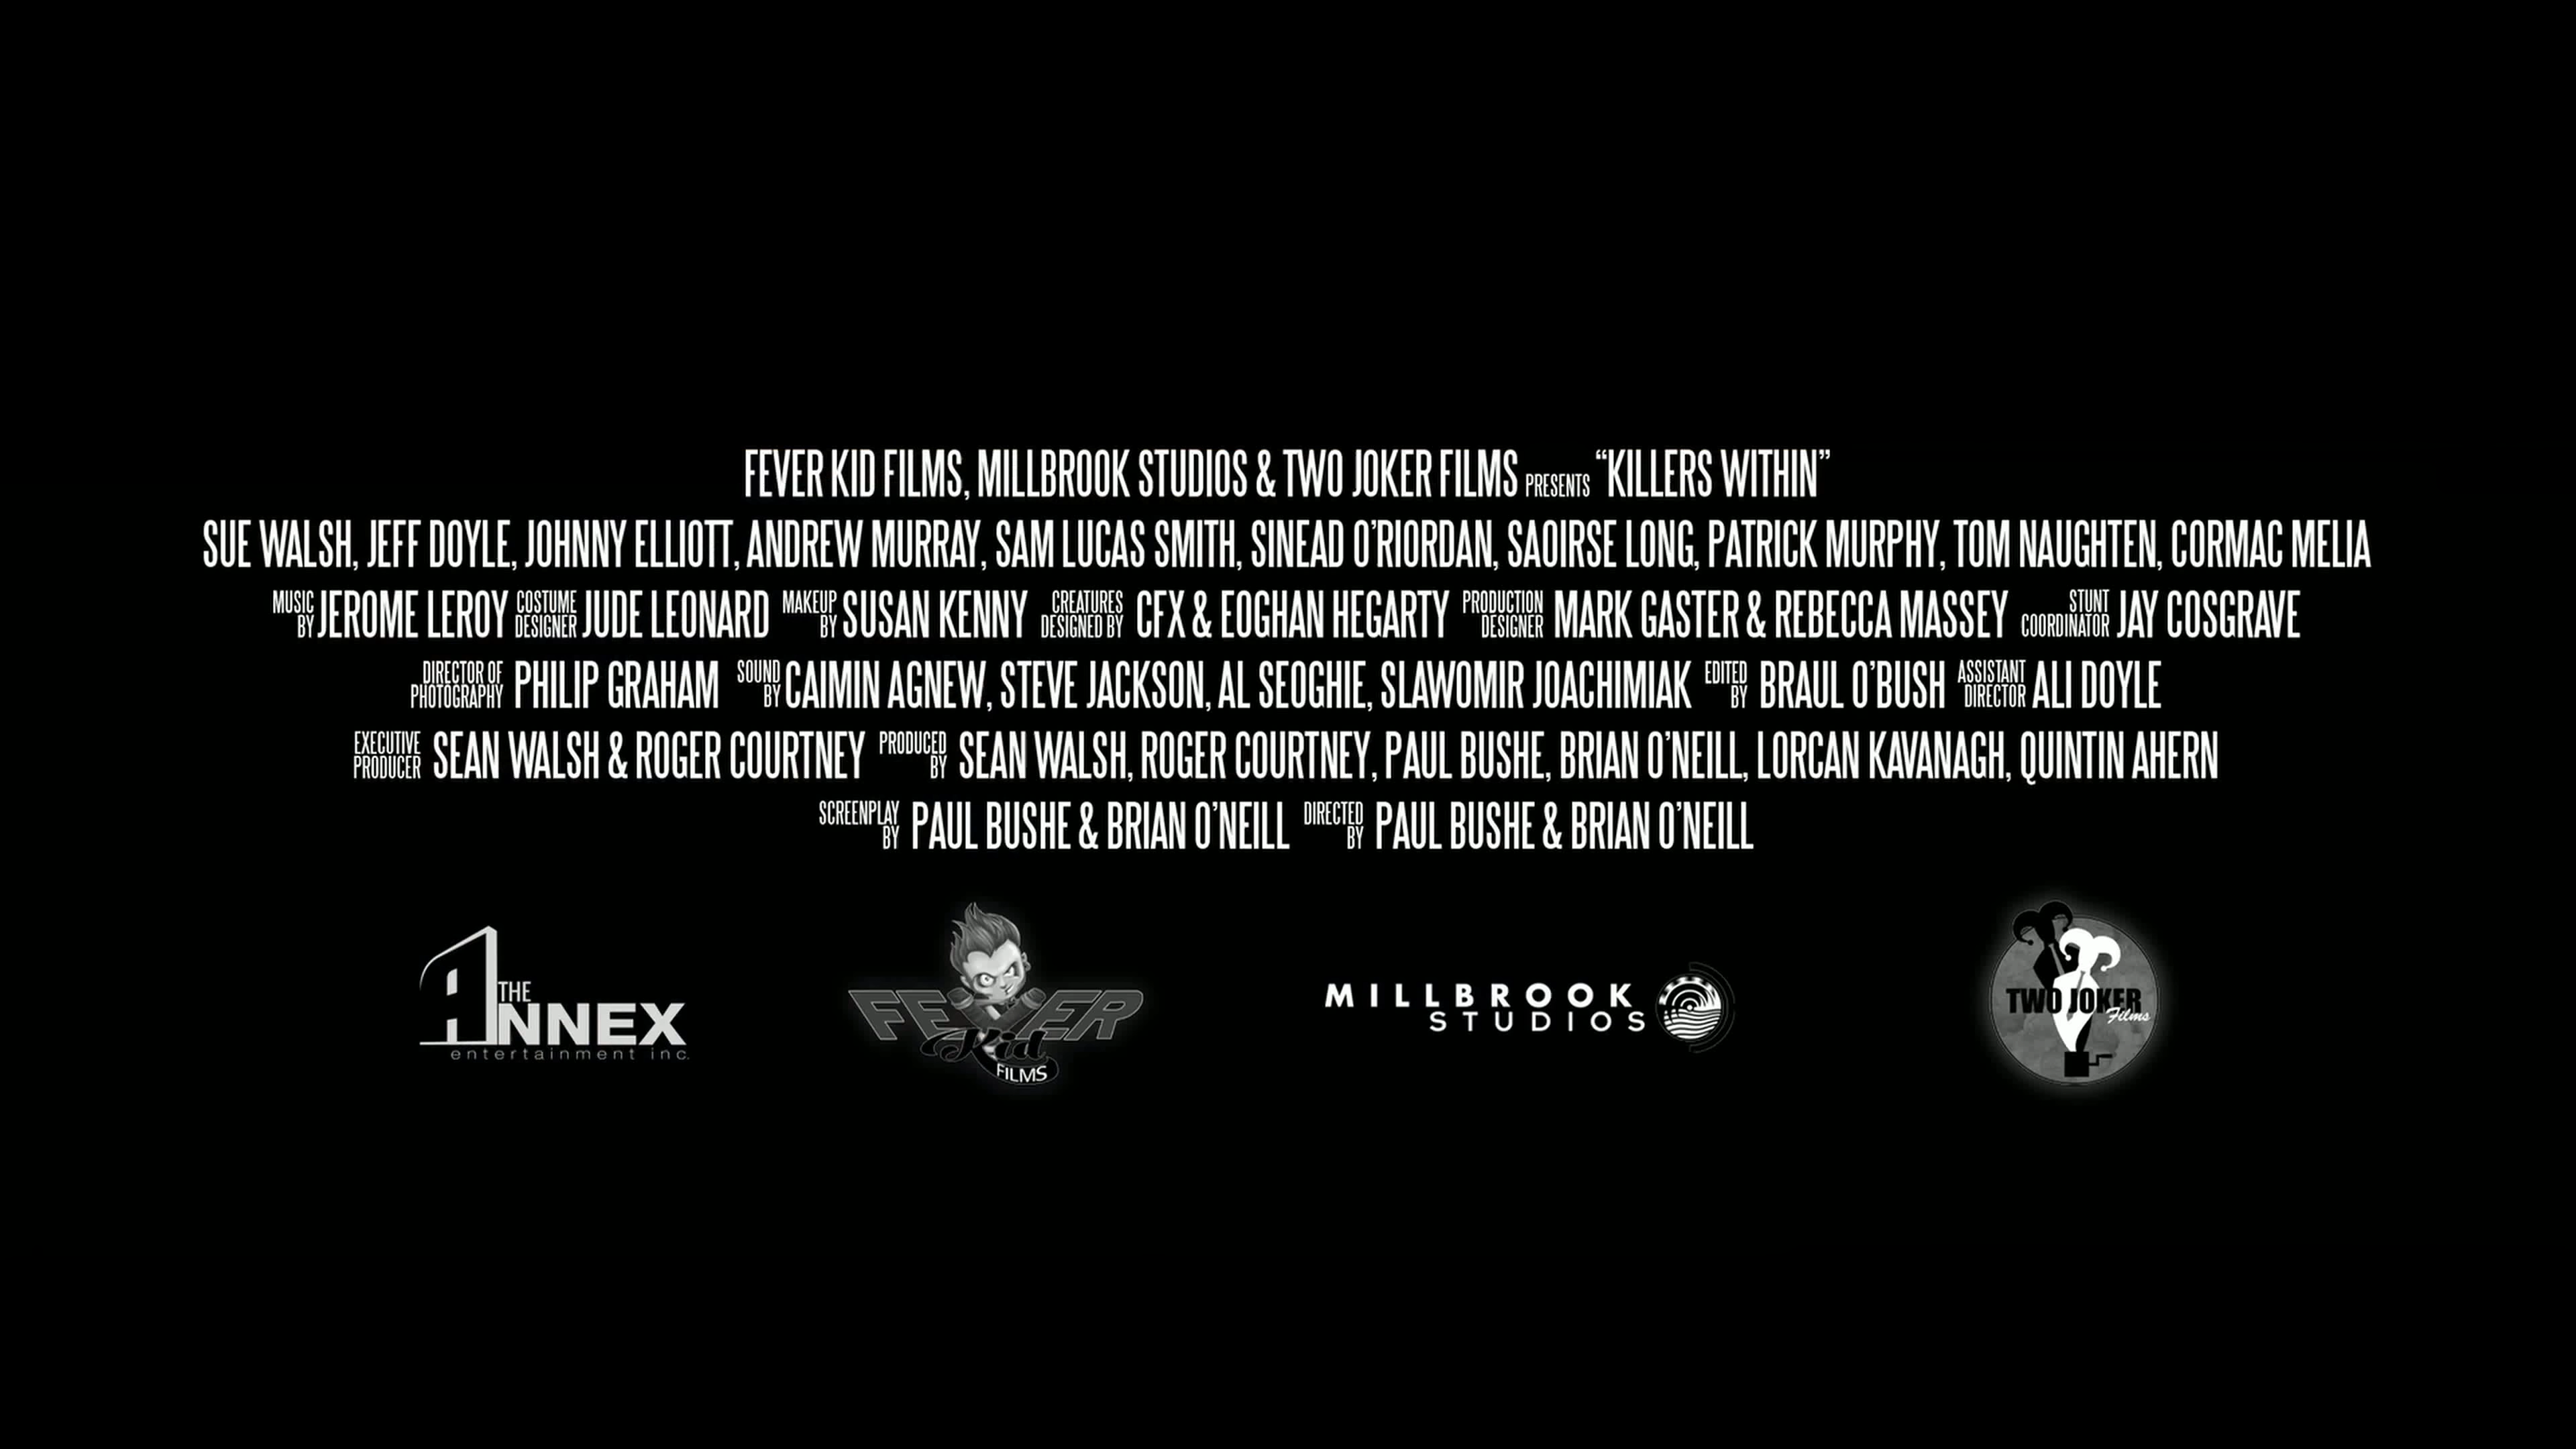 FEVER KID FILMS, MILLBROOK STUDIOS & TWO JOKER FILMS PRESENTS “KILLERS WITHIN”
SUE WALSH, JEFF DOYLE, JOHNNY ELLIOTT, ANDREW MURRAY, SAM LUCAS SMITH, SINEAD O’RIORDAN, SAOIRSE LONG, PATRICK MURPHY, TOM NAUGHTEN, CORMAC MELIA
MUSIC BY JEROME LEROY COSTUME DESIGNER JUDE LEONARD MAKEUP BY SUSAN KENNY CREATURES DESIGNED BY CFX & EOGHAN HEGARTY PRODUCTION DESIGNER MARK GASTER & REBECCA MASSEY STUNT COORDINATOR JAY COSGRAVE
DIRECTOR OF PHOTOGRAPHY PHILIP GRAHAM SOUND BY CAIMIN AGNEW, STEVE JACKSON, AL SEOGHIE, SLAWOMIR JOACHIMIAK EDITED BY BRAUL O’BUSH ASSISTANT DIRECTOR ALI DOYLE
EXECUTIVE PRODUCER SEAN WALSH & ROGER COURTNEY PRODUCED BY SEAN WALSH, ROGER COURTNEY, PAUL BUSHE, BRIAN O’NEILL, LORCAN KAVANAGH, QUINTIN AHERN
SCREENPLAY BY PAUL BUSHE & BRIAN O’NEILL DIRECTED BY PAUL BUSHE & BRIAN O’NEILL
THE
ANNEX
entertainment inc.
FEVER
Kid
FILMS
MILLBROOK
STUDIOS
TWO JOKER
Films